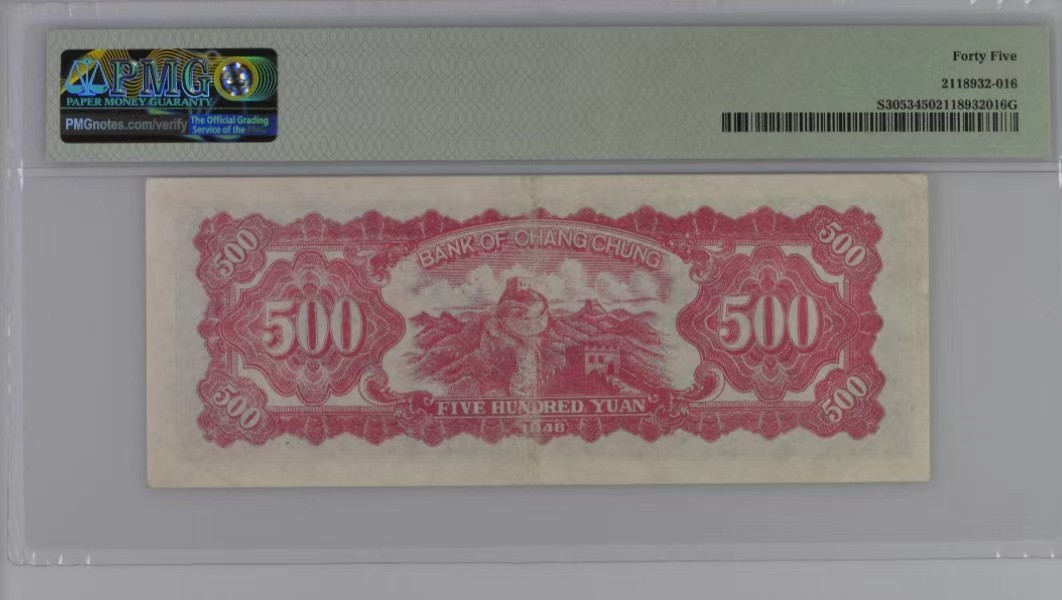 PMG
PAPER MONEY GUARANTY
PMGnotes.com/verify
The Official Grading
Service of the
Forty Five
2118932-016
S30534502118932016G
500
500
BANK OF CHANG CHUNG
500
500
500
500
FIVE HUNDRED YUAN
1948